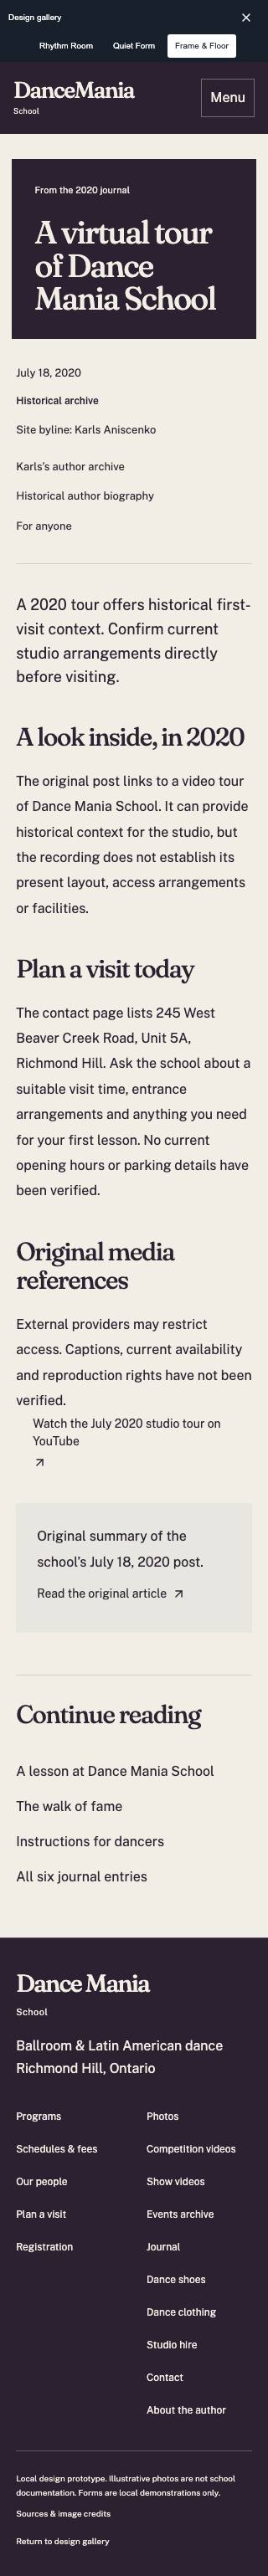 Design gallery
Rhythm Room Quiet Form Frame & Floor
DanceMania
School
Menu
From the 2020 journal
A virtual tour
of Dance
Mania School
July 18, 2020
Historical archive
Site byline: Karls Aniscenko
Karls's author archive
Historical author biography
For anyone
A 2020 tour offers historical first-
visit context. Confirm current
studio arrangements directly
before visiting.
A look inside, in 2020
The original post links to a video tour
of Dance Mania School. It can provide
historical context for the studio, but
the recording does not establish its
present layout, access arrangements
or facilities.
Plan a visit today
The contact page lists 245 West
Beaver Creek Road, Unit 5A,
Richmond Hill. Ask the school about a
suitable visit time, entrance
arrangements and anything you need
for your first lesson. No current
opening hours or parking details have
been verified.
Original media
references
External providers may restrict
access. Captions, current availability
and reproduction rights have not been
verified.
Watch the July 2020 studio tour on
YouTube
Original summary of the
school's July 18, 2020 post.
Read the original article
Continue reading
A lesson at Dance Mania School
The walk of fame
Instructions for dancers
All six journal entries
Dance Mania
School
Ballroom & Latin American dance
Richmond Hill, Ontario
Programs
Schedules & fees
Our people
Plan a visit
Registration
Photos
Competition videos
Show videos
Events archive
Journal
Dance shoes
Dance clothing
Studio hire
Contact
About the author
Local design prototype. Illustrative photos are not school
documentation. Forms are local demonstrations only.
Sources & image credits
Return to design gallery